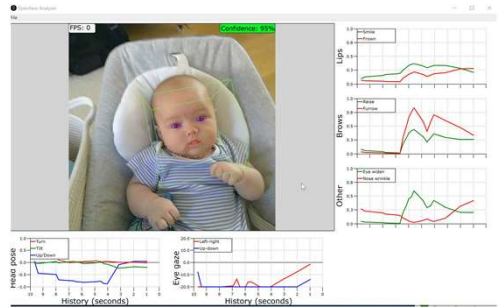 OpenFace Analyzer
File
FPS: 0
Confidence: 95%
Lips
Smile
Frown
Brows
Raise
Furrow
Other
Eye widen
Nose wrinkle
Head pose
Turn
Tilt
Up/Down
History (seconds)
Eye gaze
Left-right
Up-down
History (seconds)